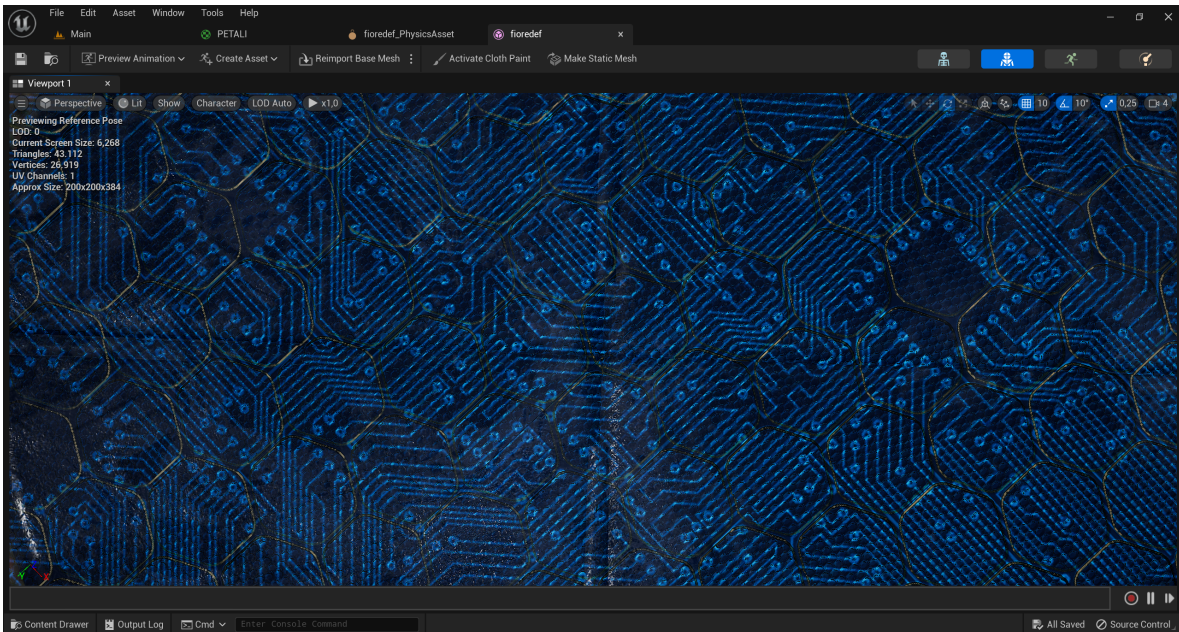 File Edit Asset Window Tools Help
Main PETALI fioredef_PhysicsAsset fioredef
Preview Animation Create Asset Reimport Base Mesh Activate Cloth Paint Make Static Mesh
Viewport 1
Perspective Lit Show Character LOD Auto x1,0 10 10° 0,25 4
Previewing Reference Pose
LOD: 0
Current Screen Size: 6,268
Triangles: 43.112
Vertices: 26,919
UV Channels: 1
Approx Size: 200x200x384
Content Drawer Output Log Cmd Enter Console Command All Saved Source Control